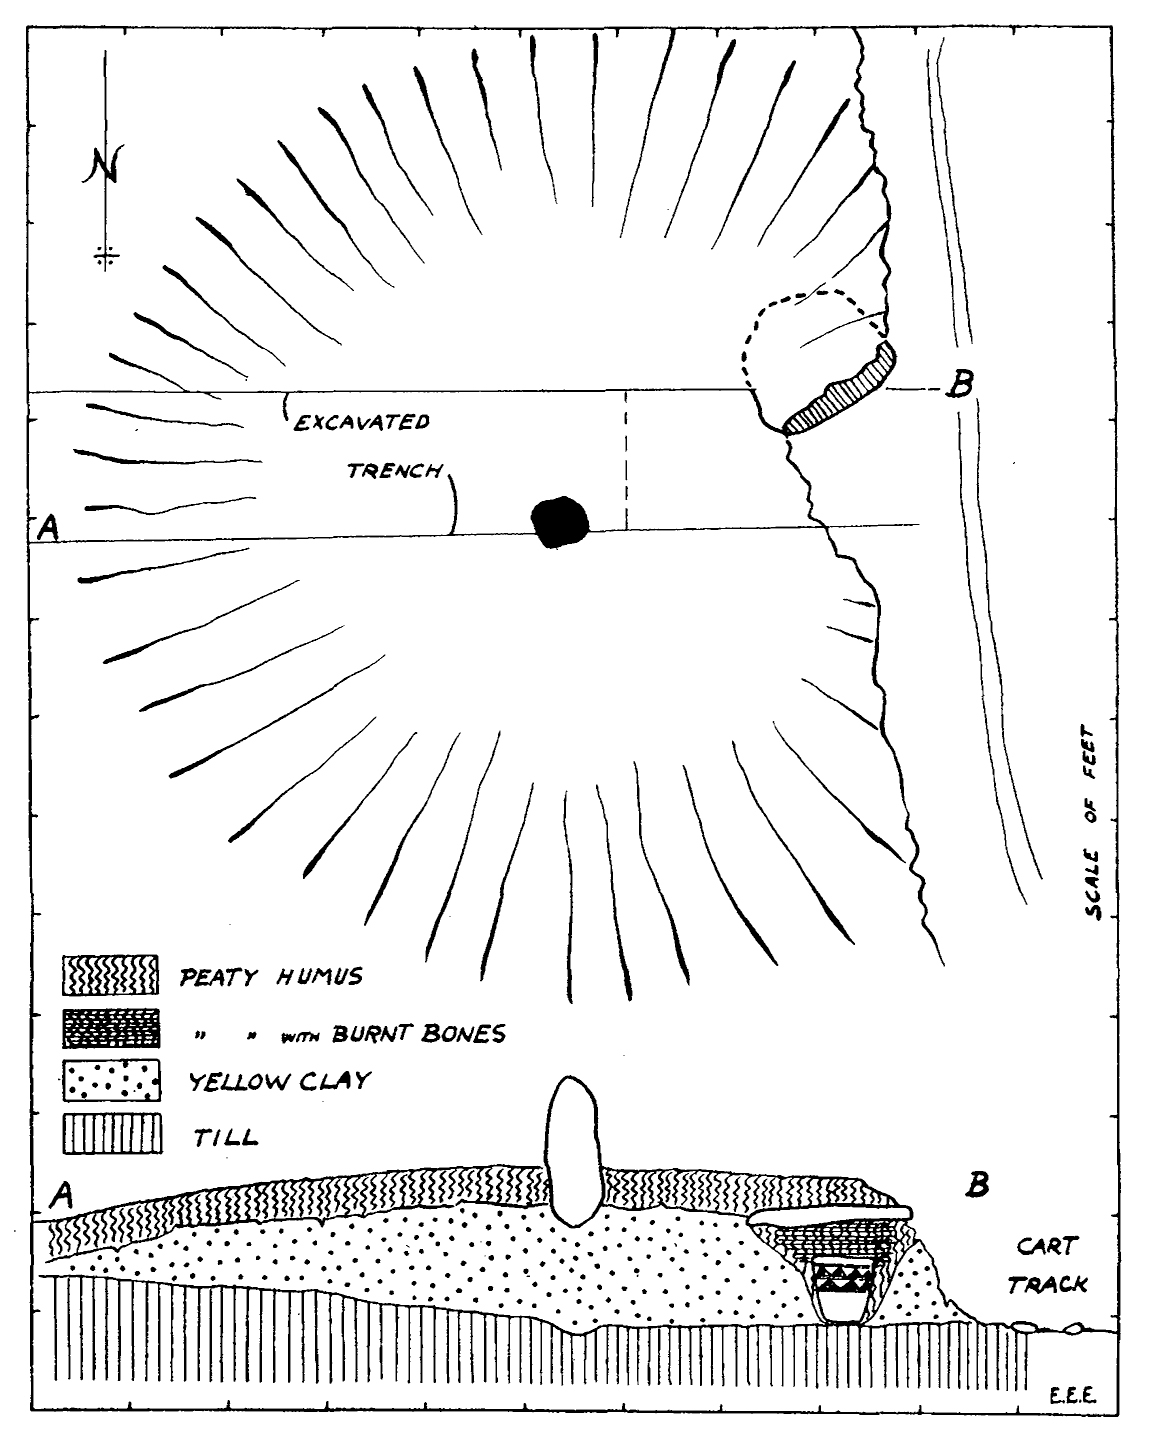 N
B
EXCAVATED
TRENCH
A
SCALE OF FEET
PEATY HUMUS
" " WITH BURNT BONES
YELLOW CLAY
TILL
A
B
CART
TRACK
E.E.E.